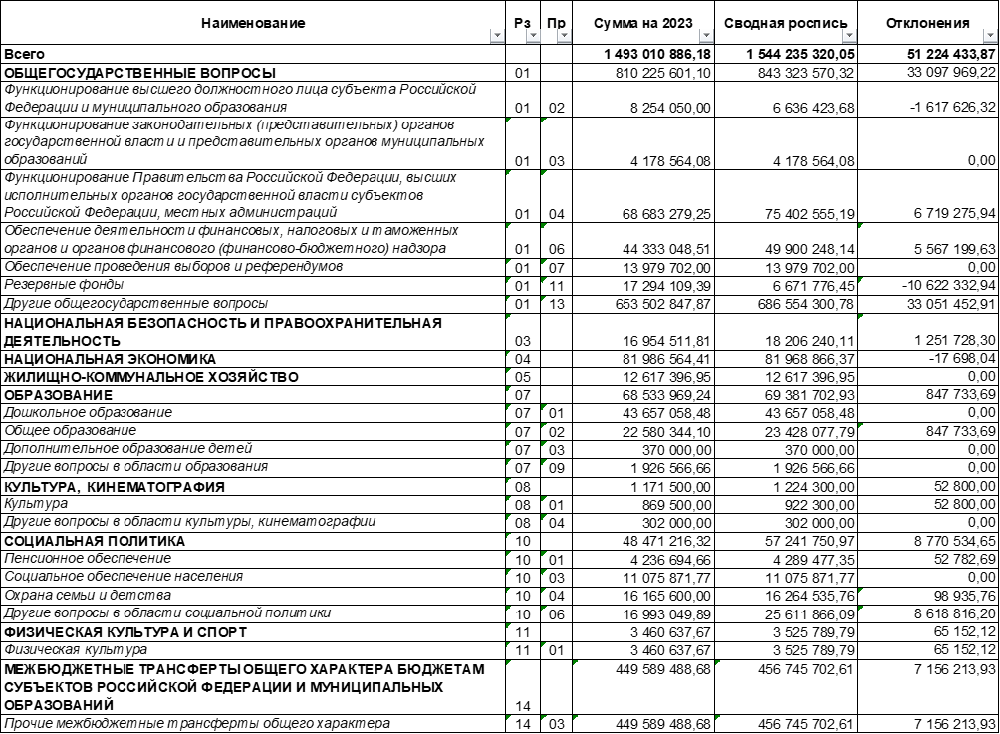 Наименование Рз Пр Сумма на 2023 Сводная роспись Отклонения
Всего 1 493 010 886,18 1 544 235 320,05 51 224 433,87
ОБЩЕГОСУДАРСТВЕННЫЕ ВОПРОСЫ 01 810 225 601,10 843 323 570,32 33 097 969,22
Функционирование высшего должностного лица субъекта Российской
Федерации и муниципального образования 01 02 8 254 050,00 6 636 423,68 -1 617 626,32
Функционирование законодательных (представительных) органов
государственной власти и представительных органов муниципальных
образований 01 03 4 178 564,08 4 178 564,08 0,00
Функционирование Правительства Российской Федерации, высших
исполнительных органов государственной власти субъектов
Российской Федерации, местных администраций 01 04 68 683 279,25 75 402 555,19 6 719 275,94
Обеспечение деятельности финансовых, налоговых и таможенных
органов и органов финансового (финансово-бюджетного) надзора 01 06 44 333 048,51 49 900 248,14 5 567 199,63
Обеспечение проведения выборов и референдумов 01 07 13 979 702,00 13 979 702,00 0,00
Резервные фонды 01 11 17 294 109,39 6 671 776,45 -10 622 332,94
Другие общегосударственные вопросы 01 13 653 502 847,87 686 554 300,78 33 051 452,91
НАЦИОНАЛЬНАЯ БЕЗОПАСНОСТЬ И ПРАВООХРАНИТЕЛЬНАЯ
ДЕЯТЕЛЬНОСТЬ 03 16 954 511,81 18 206 240,11 1 251 728,30
НАЦИОНАЛЬНАЯ ЭКОНОМИКА 04 81 986 564,41 81 968 866,37 -17 698,04
ЖИЛИЩНО-КОММУНАЛЬНОЕ ХОЗЯЙСТВО 05 12 617 396,95 12 617 396,95 0,00
ОБРАЗОВАНИЕ 07 68 533 969,24 69 381 702,93 847 733,69
Дошкольное образование 07 01 43 657 058,48 43 657 058,48 0,00
Общее образование 07 02 22 580 344,10 23 428 077,79 847 733,69
Дополнительное образование детей 07 03 370 000,00 370 000,00 0,00
Другие вопросы в области образования 07 09 1 926 566,66 1 926 566,66 0,00
КУЛЬТУРА, КИНЕМАТОГРАФИЯ 08 1 171 500,00 1 224 300,00 52 800,00
Культура 08 01 869 500,00 922 300,00 52 800,00
Другие вопросы в области культуры, кинематографии 08 04 302 000,00 302 000,00 0,00
СОЦИАЛЬНАЯ ПОЛИТИКА 10 48 471 216,32 57 241 750,97 8 770 534,65
Пенсионное обеспечение 10 01 4 236 694,66 4 289 477,35 52 782,69
Социальное обеспечение населения 10 03 11 075 871,77 11 075 871,77 0,00
Охрана семьи и детства 10 04 16 165 600,00 16 264 535,76 98 935,76
Другие вопросы в области социальной политики 10 06 16 993 049,89 25 611 866,09 8 618 816,20
ФИЗИЧЕСКАЯ КУЛЬТУРА И СПОРТ 11 3 460 637,67 3 525 789,79 65 152,12
Физическая культура 11 01 3 460 637,67 3 525 789,79 65 152,12
МЕЖБЮДЖЕТНЫЕ ТРАНСФЕРТЫ ОБЩЕГО ХАРАКТЕРА БЮДЖЕТАМ 449 589 488,68 456 745 702,61 7 156 213,93
СУБЪЕКТОВ РОССИЙСКОЙ ФЕДЕРАЦИИ И МУНИЦИПАЛЬНЫХ
ОБРАЗОВАНИЙ 14
Прочие межбюджетные трансферты общего характера 14 03 449 589 488,68 456 745 702,61 7 156 213,93